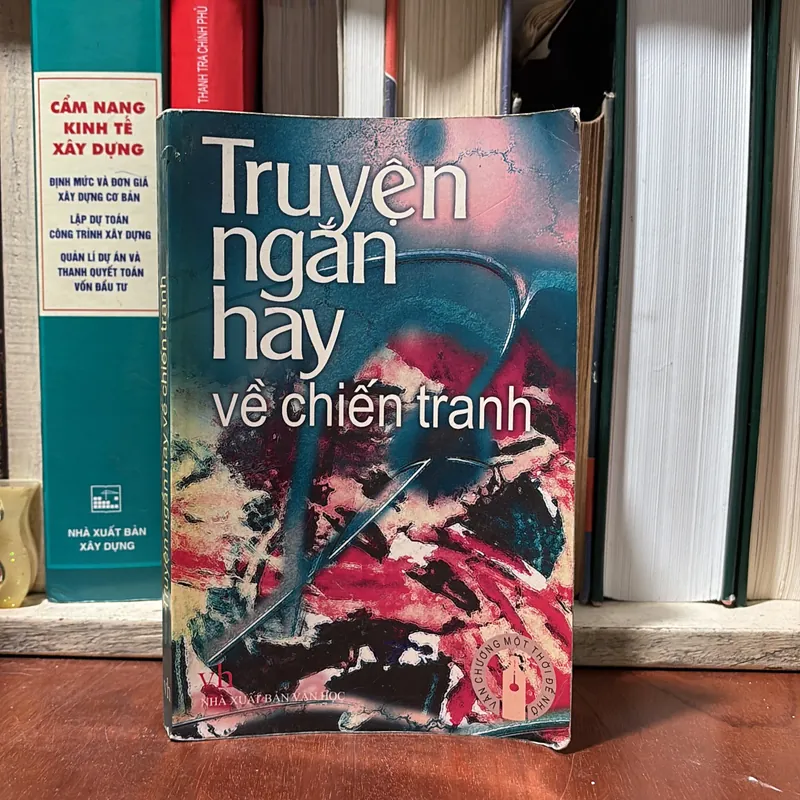 CẨM NANG
KINH TẾ
XÂY DỰNG
ĐỊNH MỨC VÀ ĐƠN GIÁ
XÂY DỰNG CƠ BẢN
LẬP DỰ TOÁN
CÔNG TRÌNH XÂY DỰNG
QUẢN LÍ DỰ ÁN VÀ
THANH QUYẾT TOÁN
VỐN ĐẦU TƯ
NHÀ XUẤT BẢN
XÂY DỰNG
THANH TRA CHÍNH PHỦ
Truyện ngắn hay về chiến tranh
Truyện
ngắn
hay
về chiến tranh
vh
NHÀ XUẤT BẢN VĂN HỌC
VĂN CHƯƠNG MỘT THỜI ĐỂ NHỚ